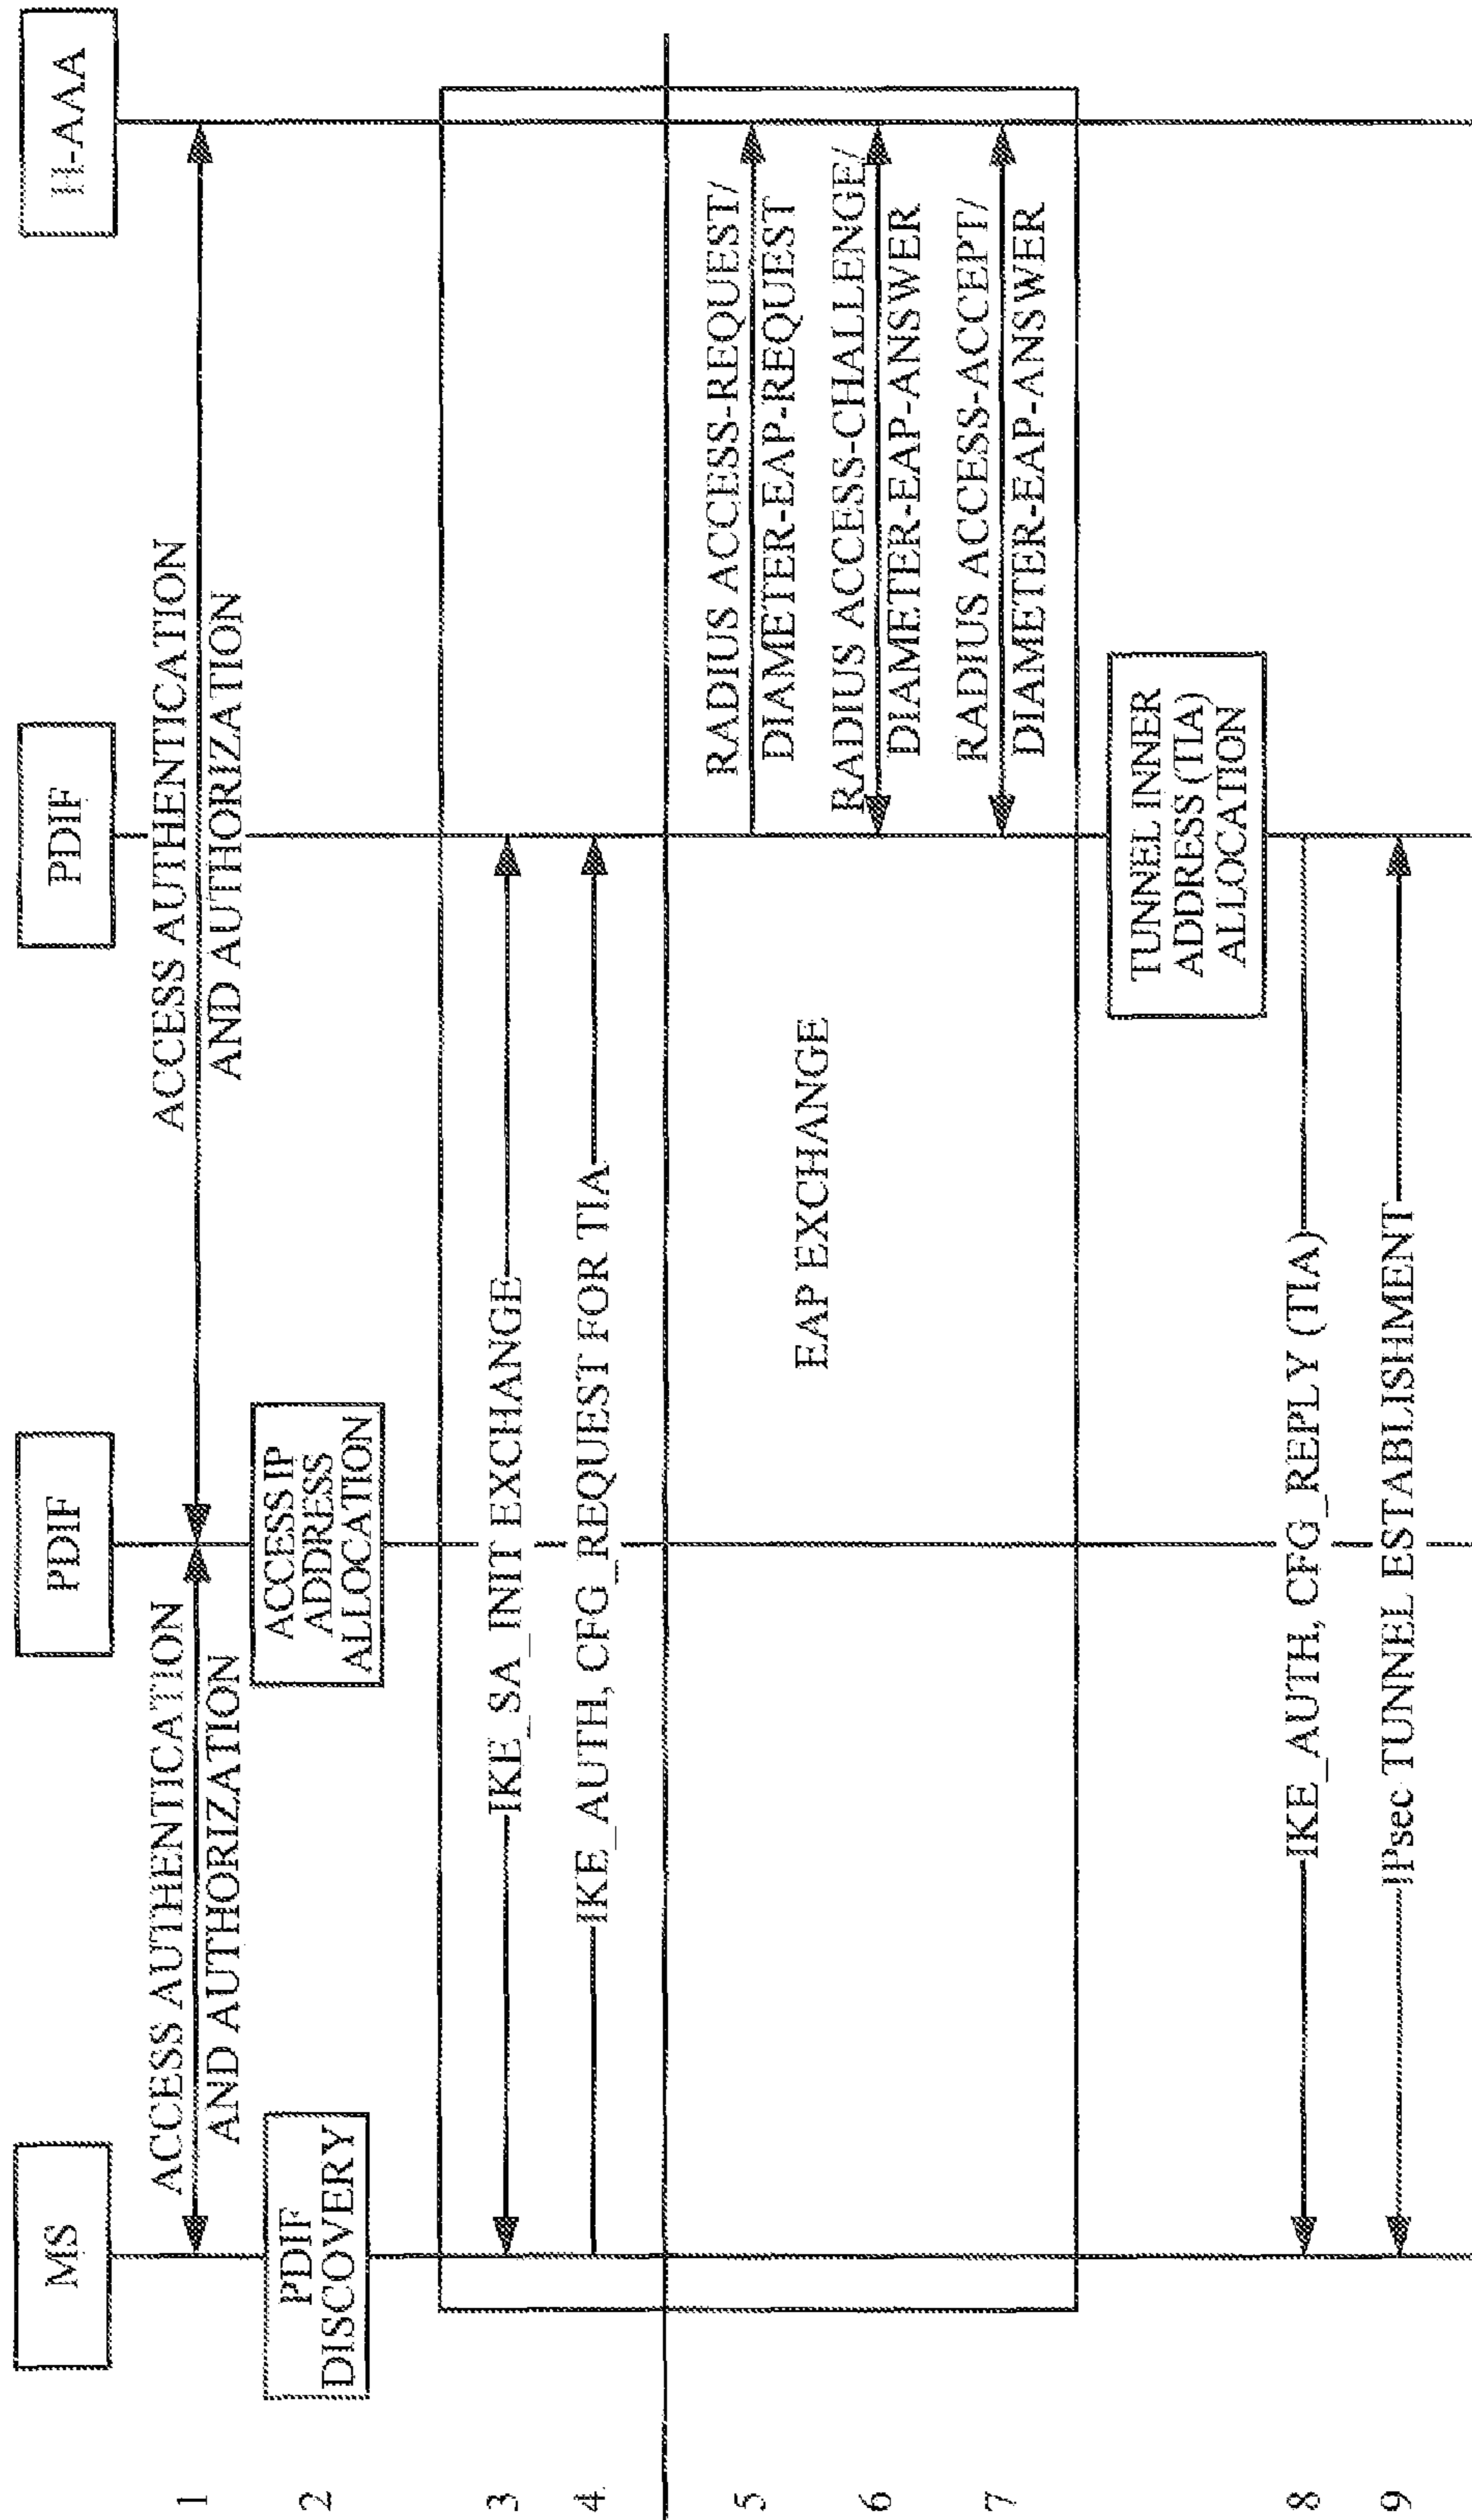 MS
PDIF
PDIF
H-AAA
1
ACCESS AUTHENTICATION
AND AUTHORIZATION
ACCESS AUTHENTICATION
AND AUTHORIZATION
2
PDIF
DISCOVERY
ACCESS IP
ADDRESS
ALLOCATION
3
IKE_SA_INIT EXCHANGE
4
IKE_AUTH, CFG_REQUEST FOR TIA
EAP EXCHANGE
5
RADIUS ACCESS-REQUEST/
DIAMETER-EAP-REQUEST
6
RADIUS ACCESS-CHALLENGE/
DIAMETER-EAP-ANSWER
7
RADIUS ACCESS-ACCEPT/
DIAMETER-EAP-ANSWER
TUNNEL INNER
ADDRESS (TIA)
ALLOCATION
8
IKE_AUTH, CFG_REPLY (TIA)
9
IPsec TUNNEL ESTABLISHMENT